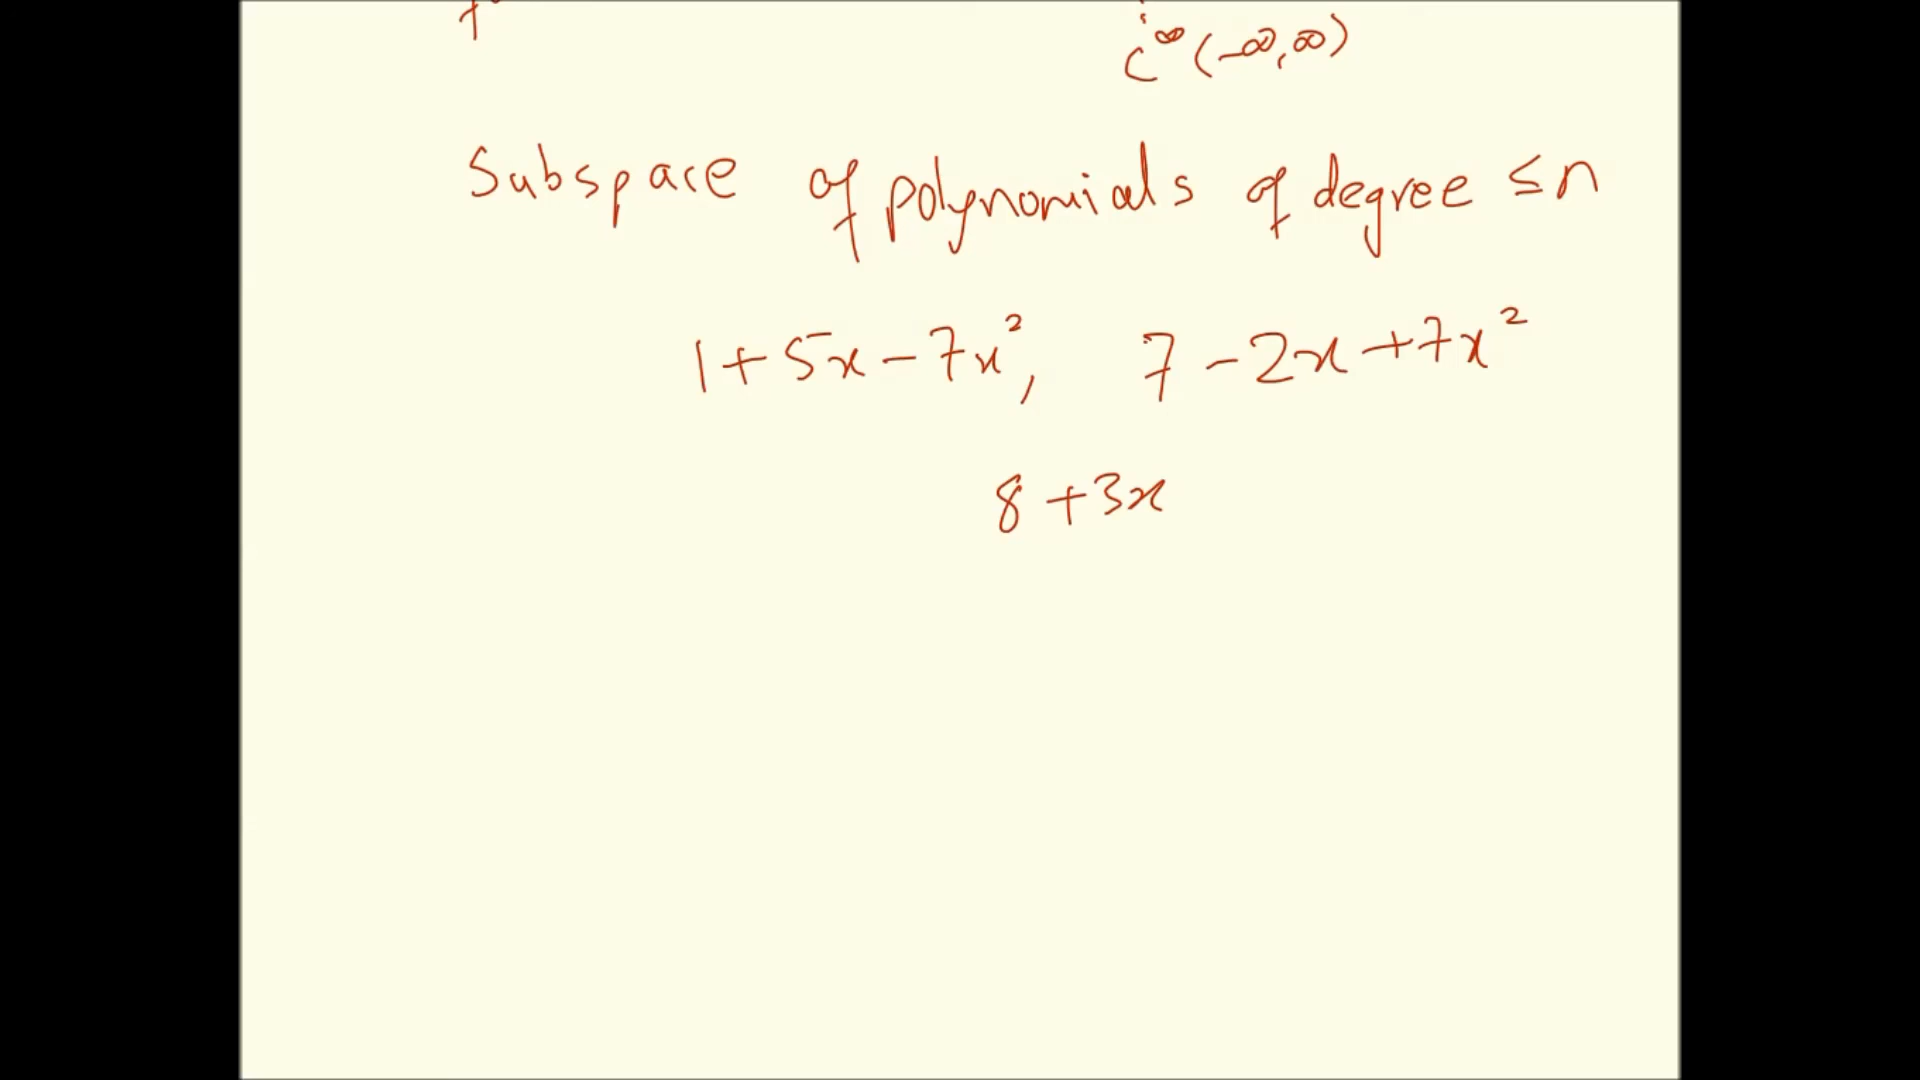 C^∞ (-∞, ∞)
Subspace of polynomials of degree ≤ n
1 + 5x - 7x², 7 - 2x + 7x²
8 + 3x